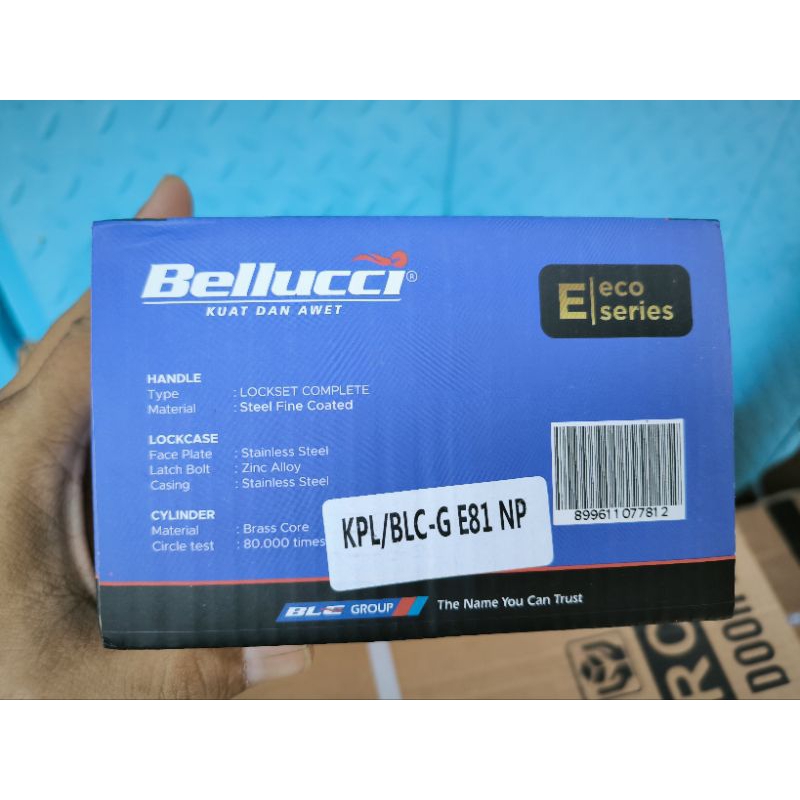 Bellucci®
KUAT DAN AWET
E eco series
HANDLE
Type : LOCKSET COMPLETE
Material : Steel Fine Coated
LOCKCASE
Face Plate : Stainless Steel
Latch Bolt : Zinc Alloy
Casing : Stainless Steel
CYLINDER
Material : Brass Core
Circle test : 80.000 times
KPL/BLC-G E81 NP
899611077812
BLC GROUP The Name You Can Trust
DOOR